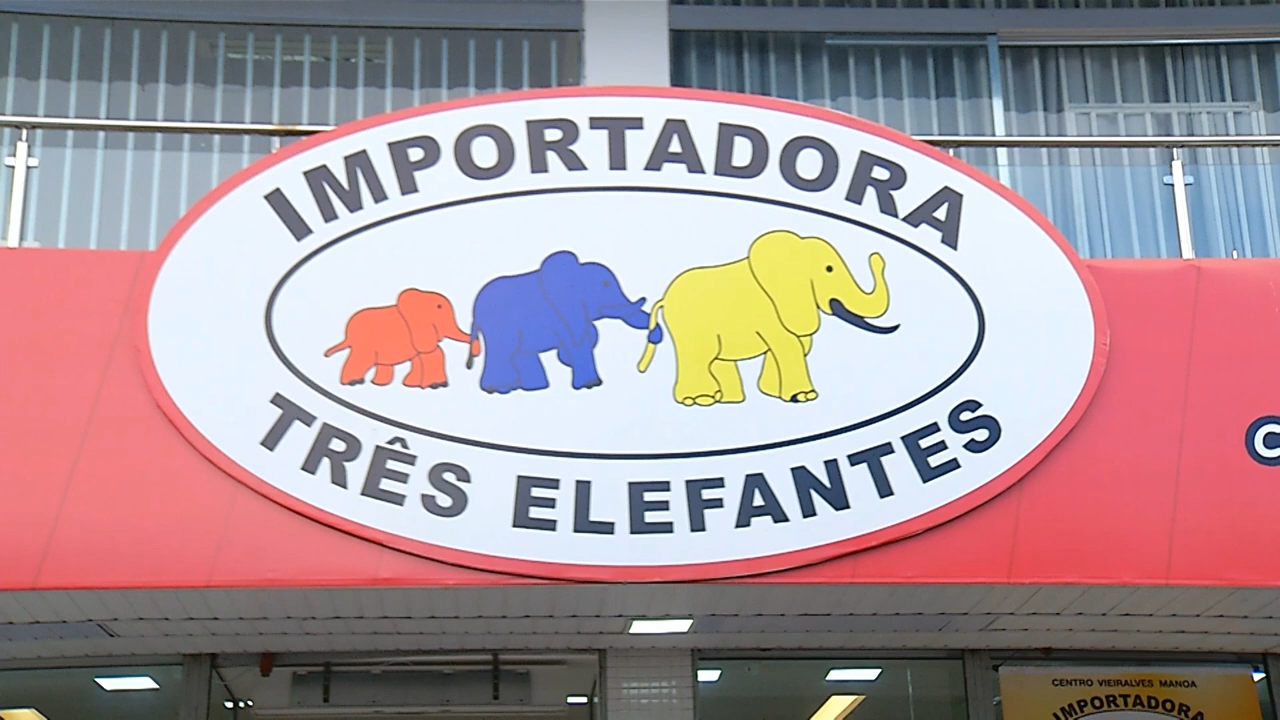 IMPORTADORA
TRÊS ELEFANTES
C
CENTRO VIEIRALVES MANOA
IMPORTADORA